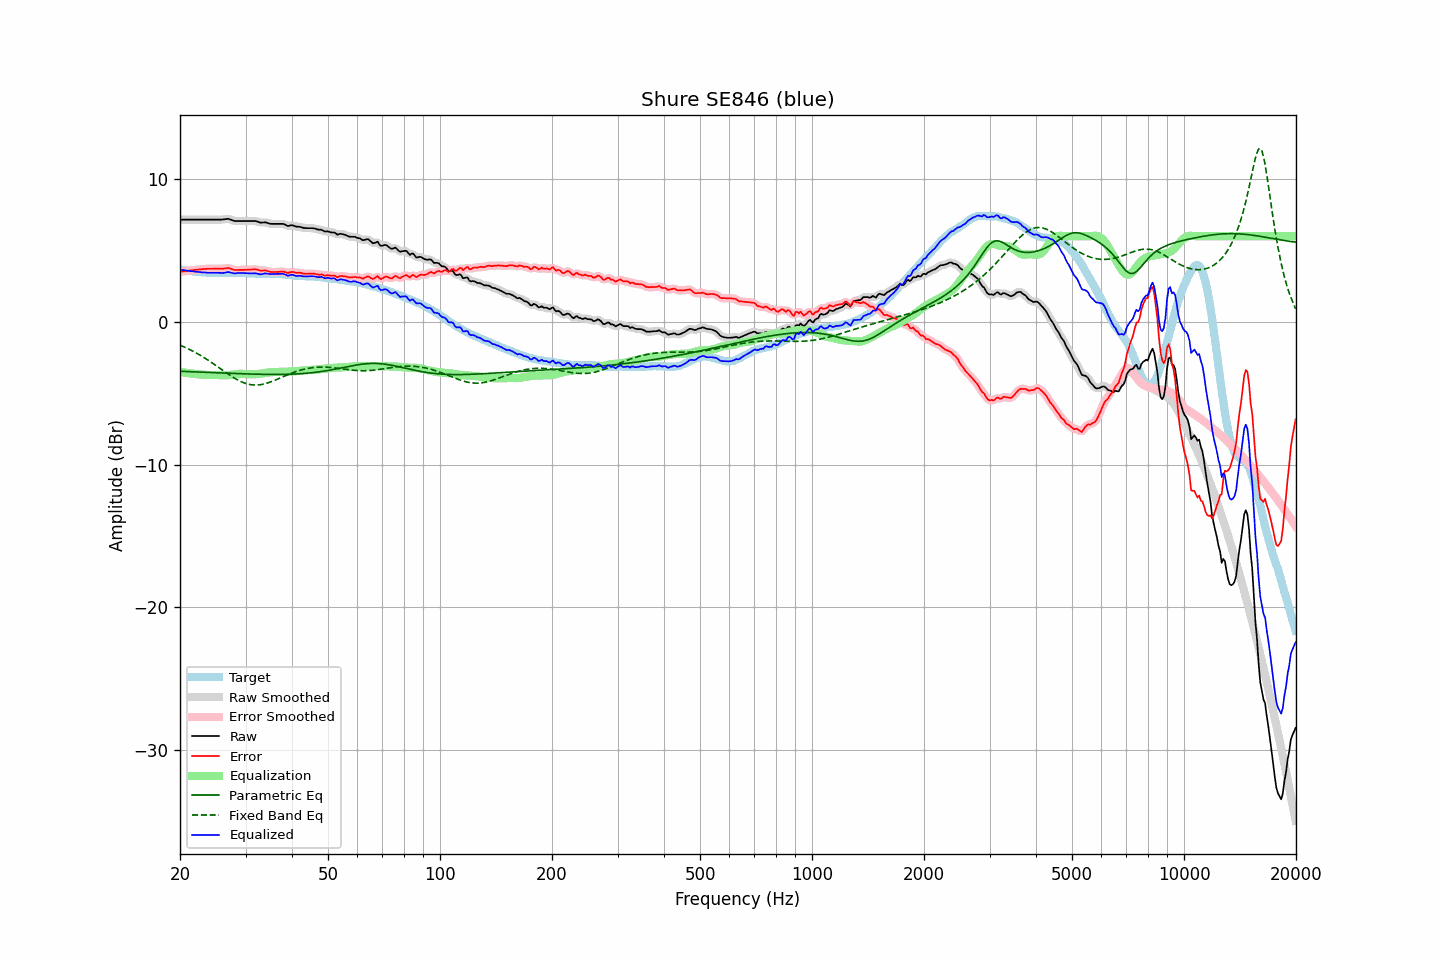 Shure SE846 (blue)
10
0
−10
−20
−30
Amplitude (dBr)
Target
Raw Smoothed
Error Smoothed
Raw
Error
Equalization
Parametric Eq
Fixed Band Eq
Equalized
20 50 100 200 500 1000 2000 5000 10000 20000
Frequency (Hz)